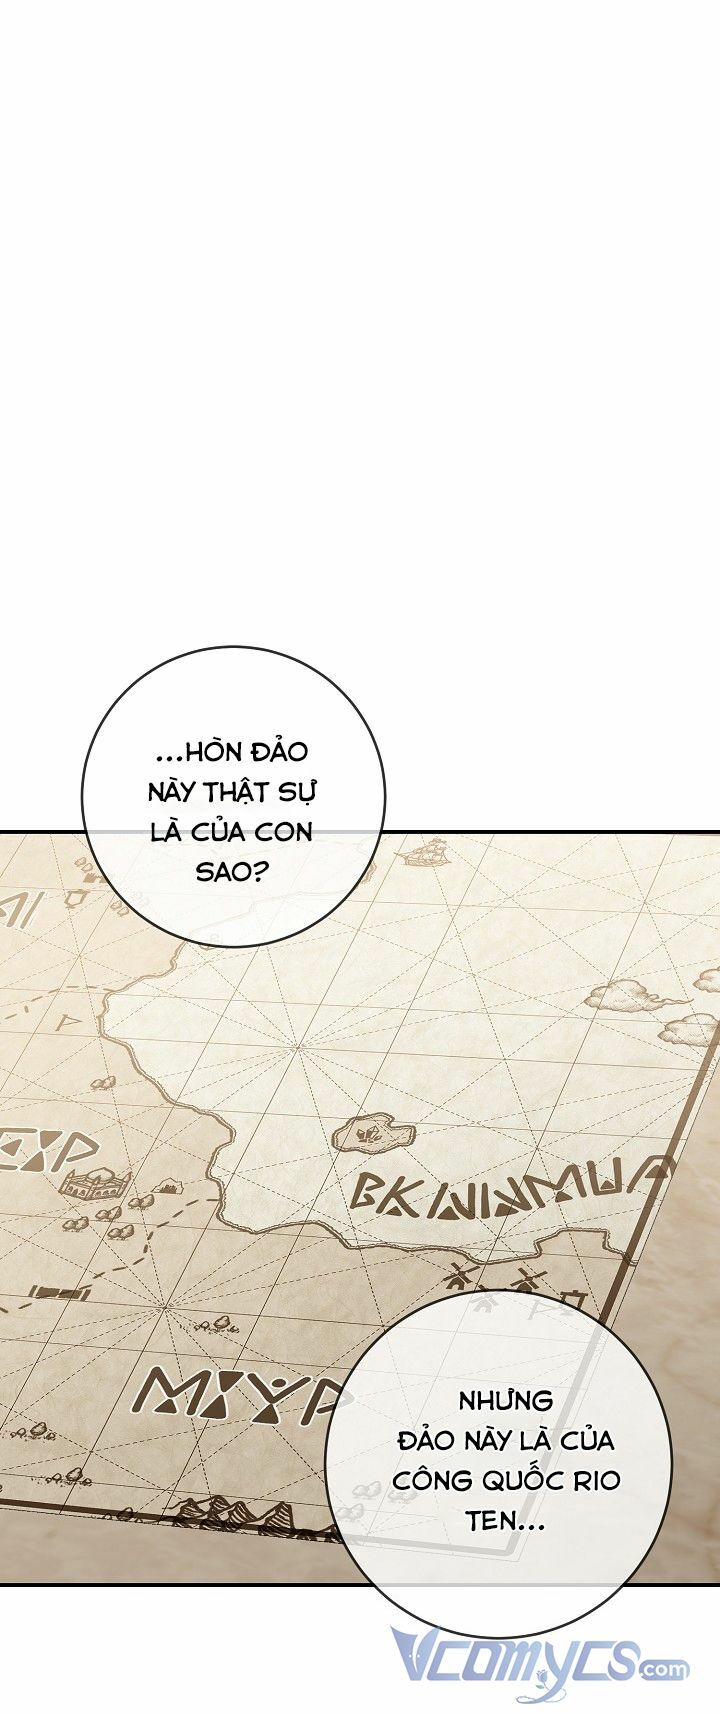 ...HÒN ĐẢO
NÀY THẬT SỰ
LÀ CỦA CON
SAO?
BKNINMUA
MYP
NHƯNG
ĐẢO NÀY LÀ CỦA
CÔNG QUỐC RIO
TEN...
VCOMYCS.com